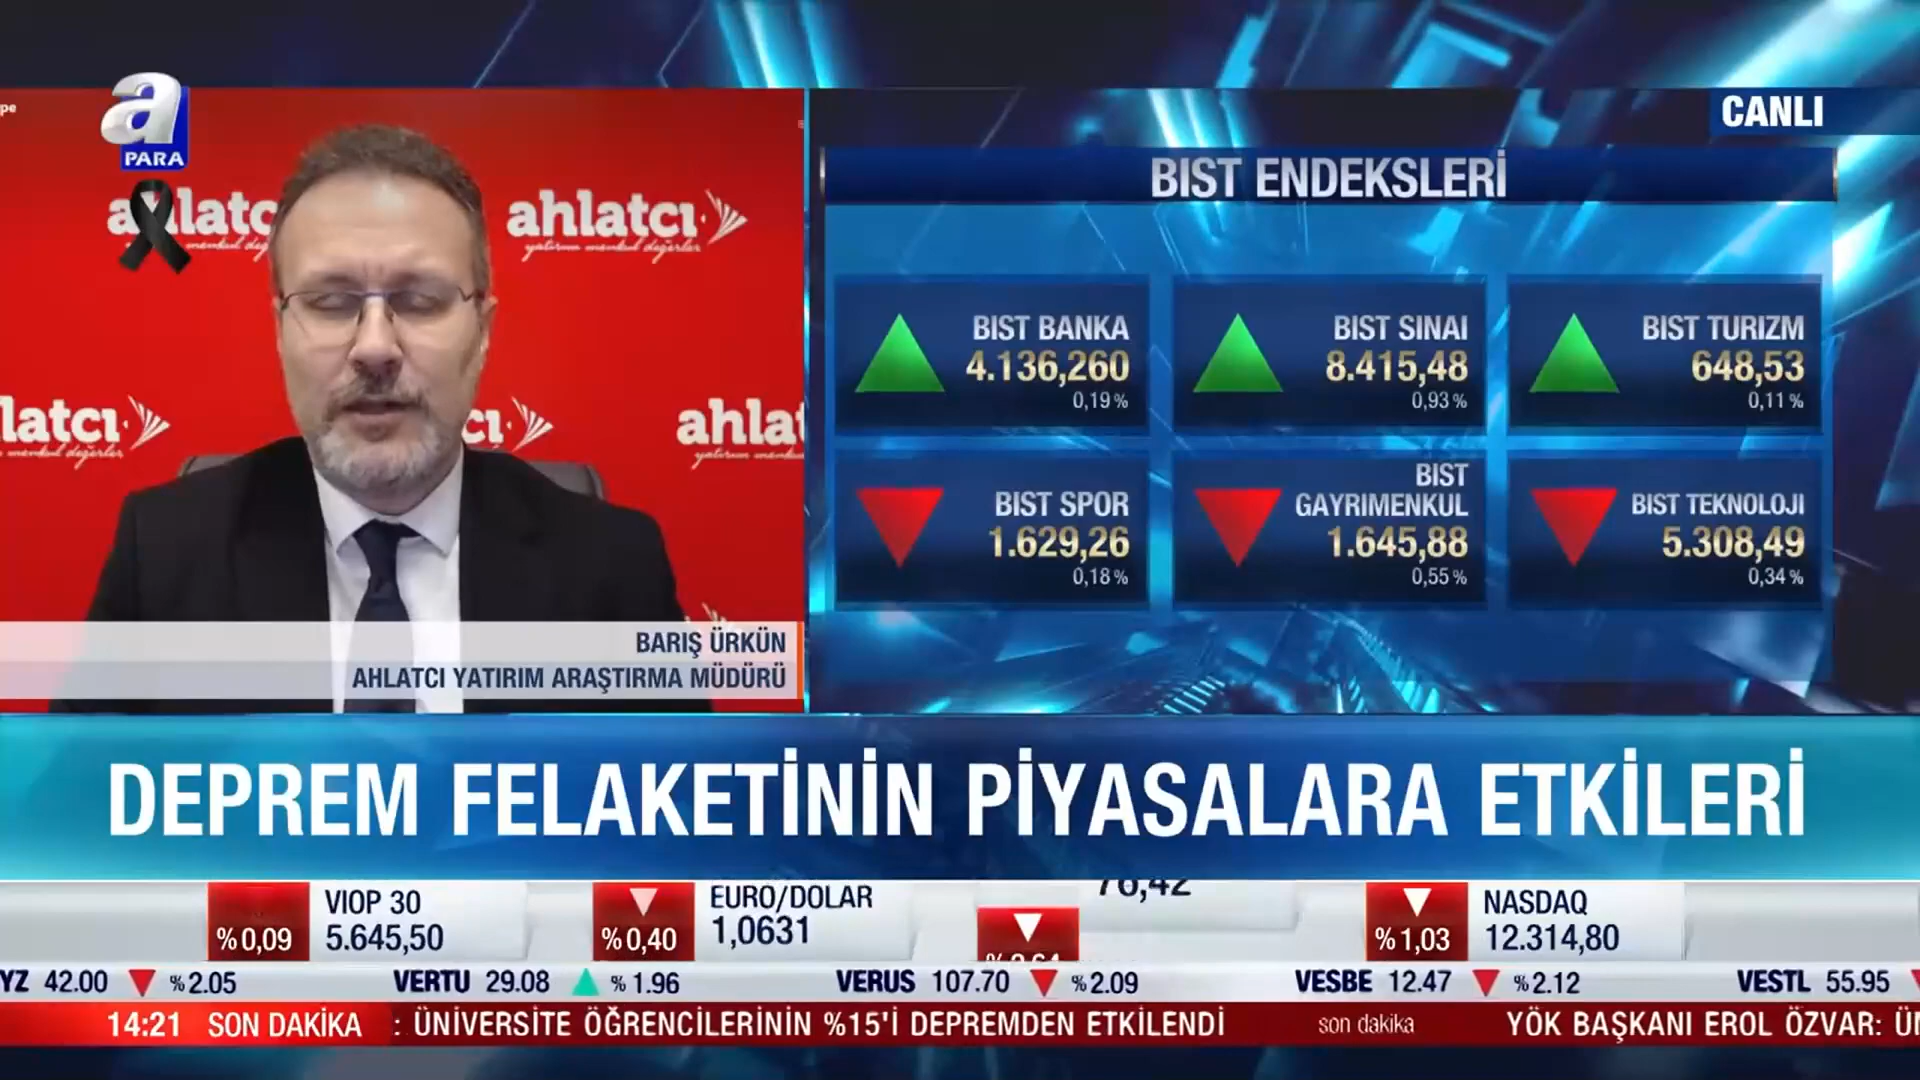 a
PARA
CANLI
BIST ENDEKSLERİ
ahlatcı
yatırım menkul değerler
BIST BANKA
4.136,260
0,19 %
BIST SINAI
8.415,48
0,93 %
BIST TURIZM
648,53
0,11 %
BIST SPOR
1.629,26
0,18 %
BIST
GAYRIMENKUL
1.645,88
0,55 %
BIST TEKNOLOJI
5.308,49
0,34 %
BARIŞ ÜRKÜN
AHLATCI YATIRIM ARAŞTIRMA MÜDÜRÜ
DEPREM FELAKETİNİN PİYASALARA ETKİLERİ
%0,09 VIOP 30 5.645,50
%0,40 EURO/DOLAR 1,0631
76,42
%1,03 NASDAQ 12.314,80
YZ 42.00 %2.05 VERTU 29.08 %1.96 VERUS 107.70 %2.09 VESBE 12.47 %2.12 VESTL 55.95
14:21 SON DAKİKA : ÜNİVERSİTE ÖĞRENCİLERİNİN %15'İ DEPREMDEN ETKİLENDİ son dakika YÖK BAŞKANI EROL ÖZVAR: